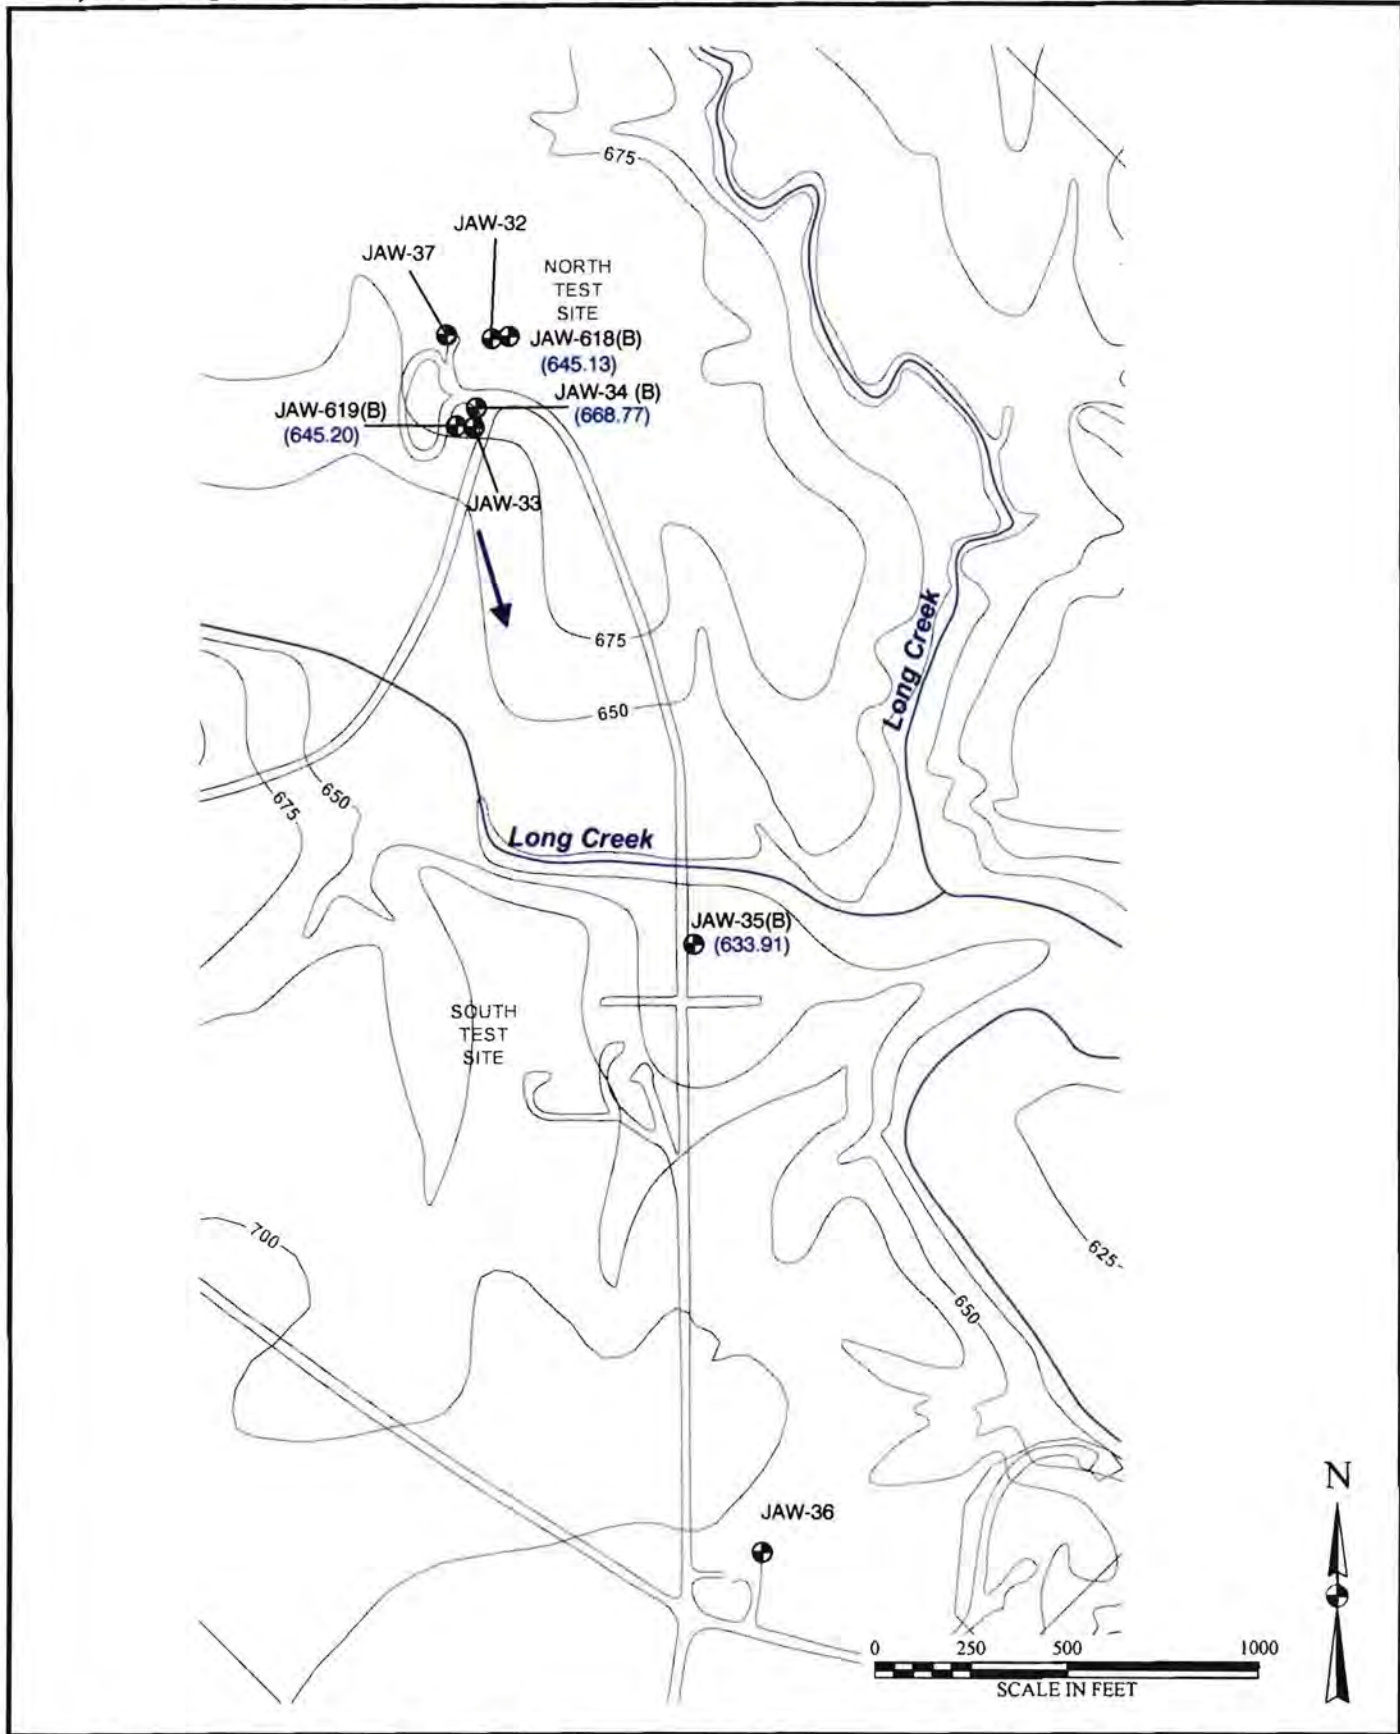 675
JAW-32
JAW-37
NORTH
TEST
SITE
JAW-618(B)
(645.13)
JAW-34 (B)
(668.77)
JAW-619(B)
(645.20)
JAW-33
Long Creek
675
650
675
650
Long Creek
JAW-35(B)
(633.91)
SOUTH
TEST
SITE
700
625
650
JAW-36
N
0 250 500 1000
SCALE IN FEET